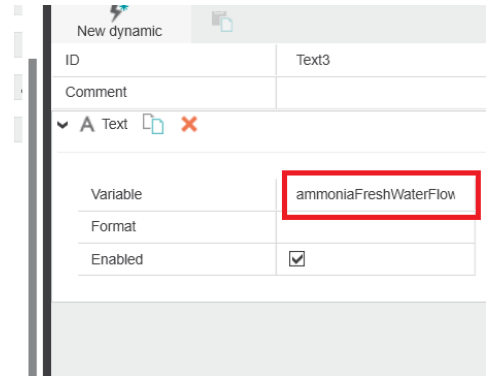 New dynamic
ID Text3
Comment
A Text
Variable ammoniaFreshWaterFlow
Format
Enabled